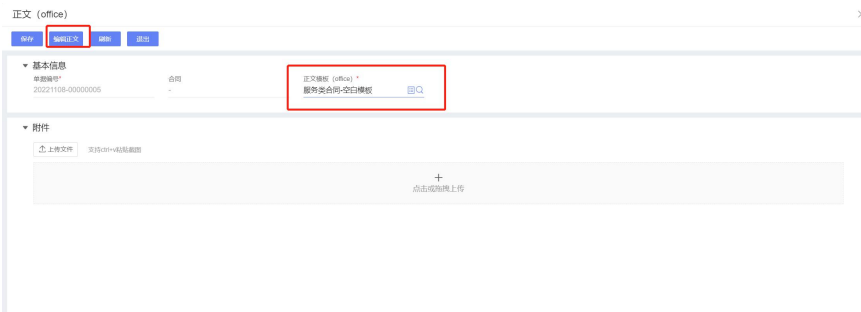 正文（office）
保存 编辑正文 刷新 退出
基本信息
单据编号* 合同 正文模板（office）*
20221108-00000005 - 服务类合同-空白模板
附件
上传文件 支持ctrl+v粘贴截图
点击或拖拽上传